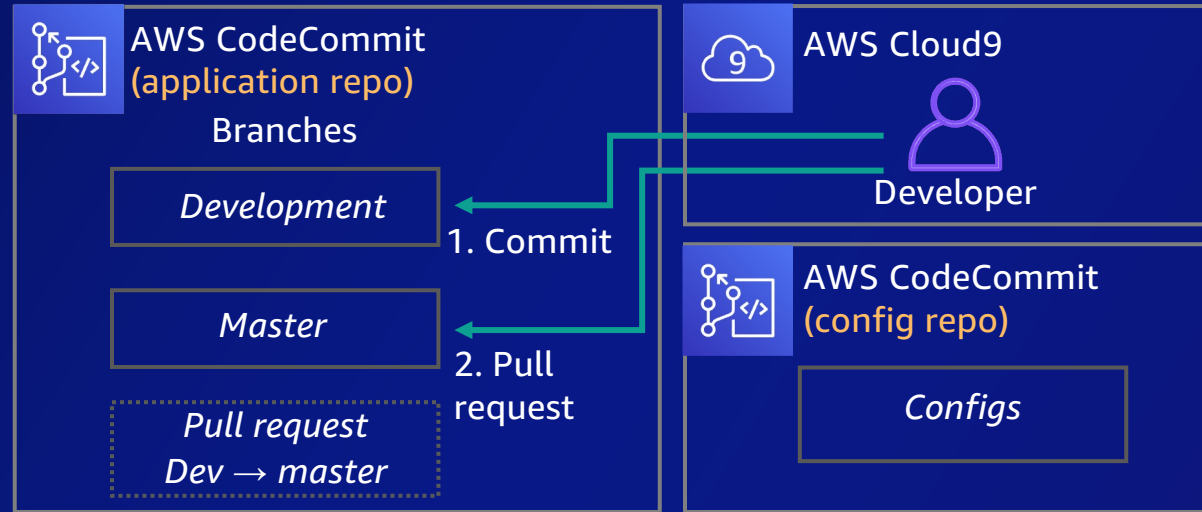 AWS CodeCommit
(application repo)
Branches
Development
1. Commit
Master
2. Pull
request
Pull request
Dev → master
9
AWS Cloud9
Developer
</>
AWS CodeCommit
(config repo)
</>
Configs